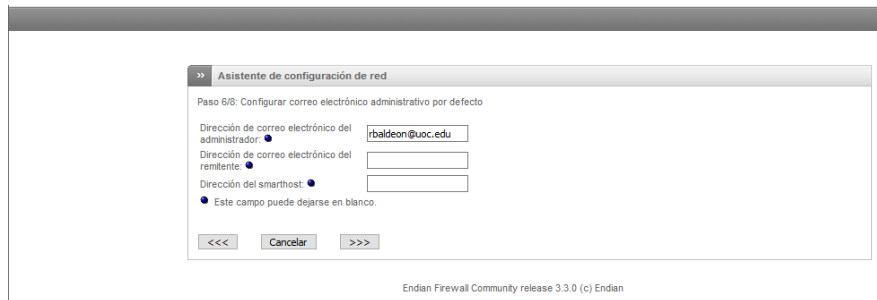 >> Asistente de configuración de red
Paso 6/8: Configurar correo electrónico administrativo por defecto
Dirección de correo electrónico del
administrador:
rbaldeon@uoc.edu
Dirección de correo electrónico del
remitente:
Dirección del smarthost:
Este campo puede dejarse en blanco.
<<< Cancelar >>>
Endian Firewall Community release 3.3.0 (c) Endian